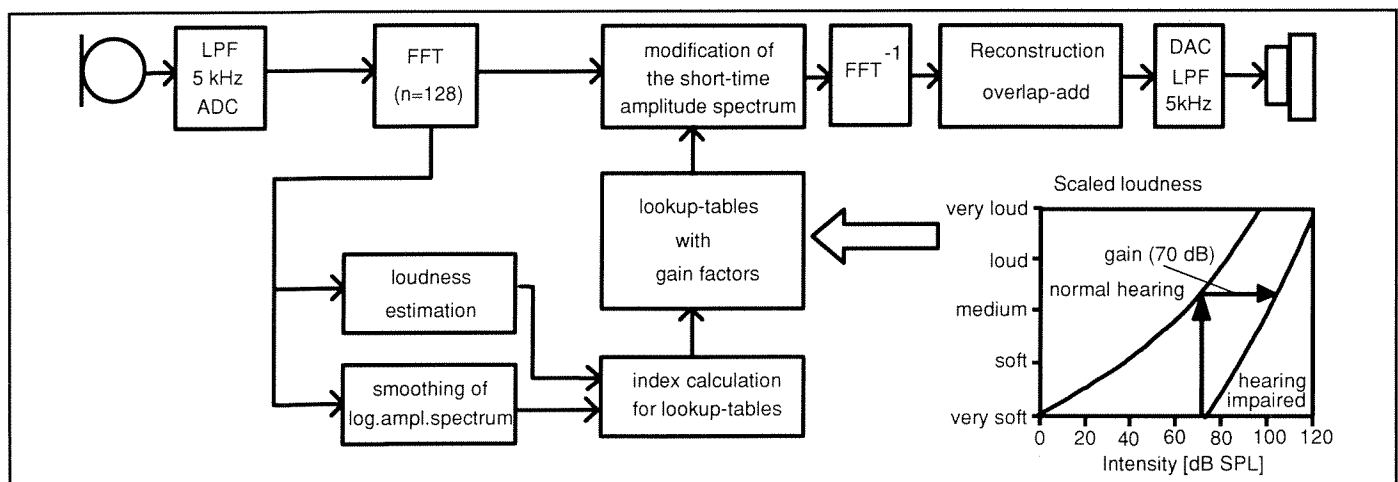 LPF
5 kHz
ADC
FFT
(n=128)
modification of
the short-time
amplitude spectrum
FFT -1
Reconstruction
overlap-add
DAC
LPF
5kHz
lookup-tables
with
gain factors
loudness
estimation
smoothing of
log.ampl.spectrum
index calculation
for lookup-tables
Scaled loudness
very loud
loud
medium
soft
very soft
gain (70 dB)
normal hearing
hearing
impaired
0 20 40 60 80 100 120
Intensity [dB SPL]